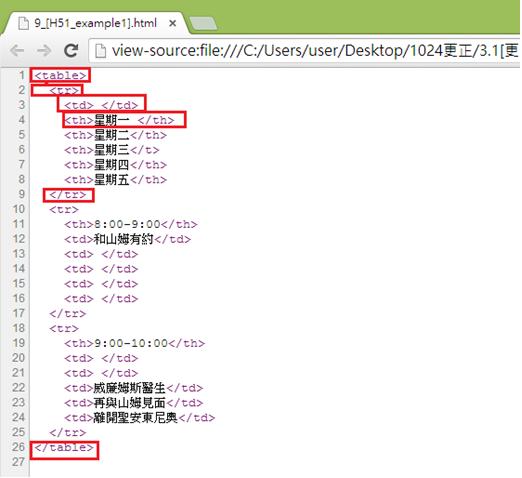 9_[H51_example1].html
view-source:file:///C:/Users/user/Desktop/1024更正/3.1[更
1 <table>
2 <tr>
3 <td> </td>
4 <th>星期一 </th>
5 <th>星期二</th>
6 <th>星期三</t>
7 <th>星期四</th>
8 <th>星期五</th>
9 </tr>
10 <tr>
11 <th>8:00-9:00</th>
12 <td>和山姆有約</td>
13 <td> </td>
14 <td> </td>
15 <td> </td>
16 <td> </td>
17 </tr>
18 <tr>
19 <th>9:00-10:00</th>
20 <td> </td>
21 <td> </td>
22 <td>威廉姆斯醫生</td>
23 <td>再與山姆見面</td>
24 <td>離開聖安東尼奧</td>
25 </tr>
26 </table>
27